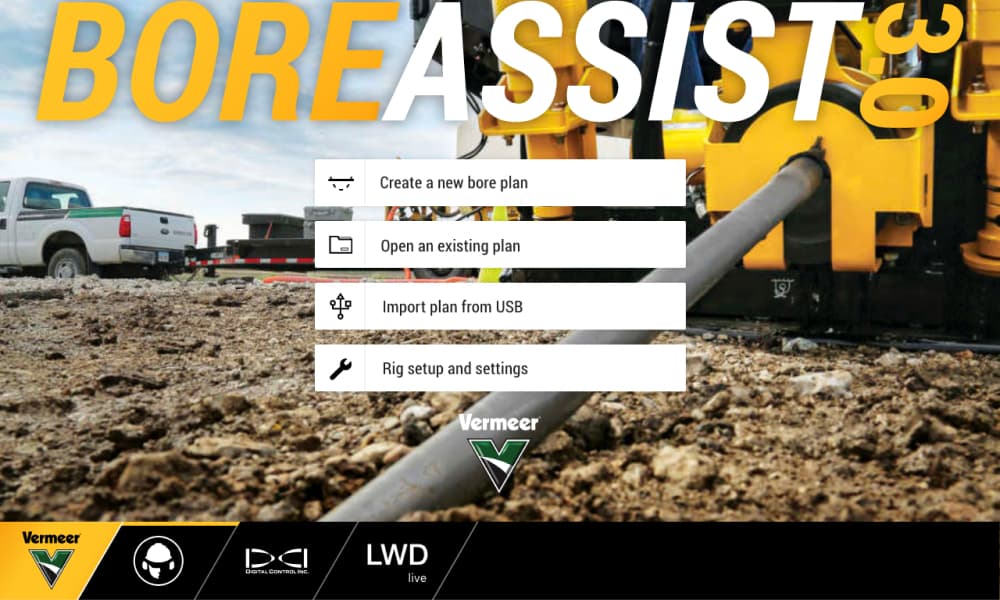 BOREASSIST 3.0
Create a new bore plan
Open an existing plan
Import plan from USB
Rig setup and settings
Vermeer
Vermeer
DCI
DIGITAL CONTROL INC.
LWD
live